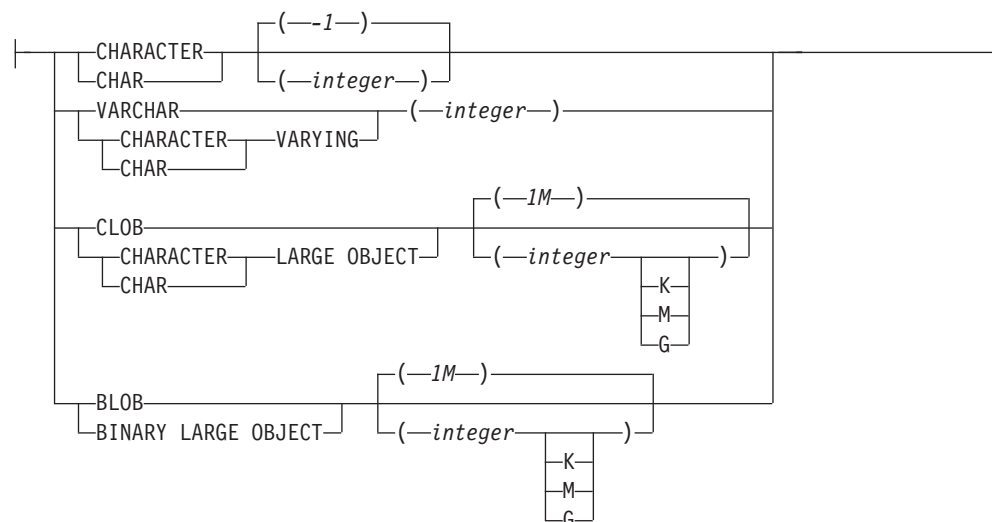 ( -1 )
CHARACTER
CHAR ( integer )
VARCHAR ( integer )
CHARACTER VARYING
CHAR
( 1M )
CLOB
CHARACTER LARGE OBJECT ( integer )
CHAR K
M
G
( 1M )
BLOB
BINARY LARGE OBJECT ( integer )
K
M
G